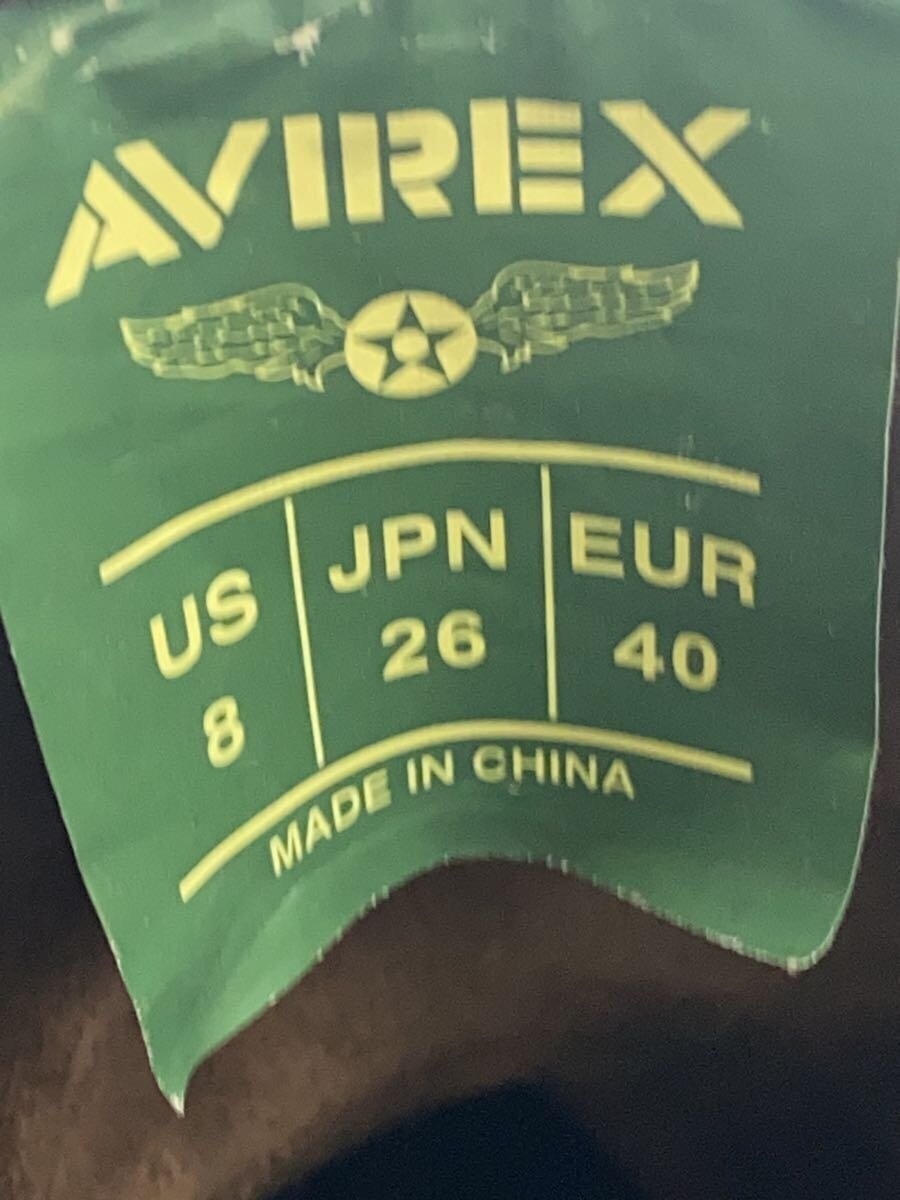 AVIREX
US JPN EUR
8 26 40
MADE IN CHINA